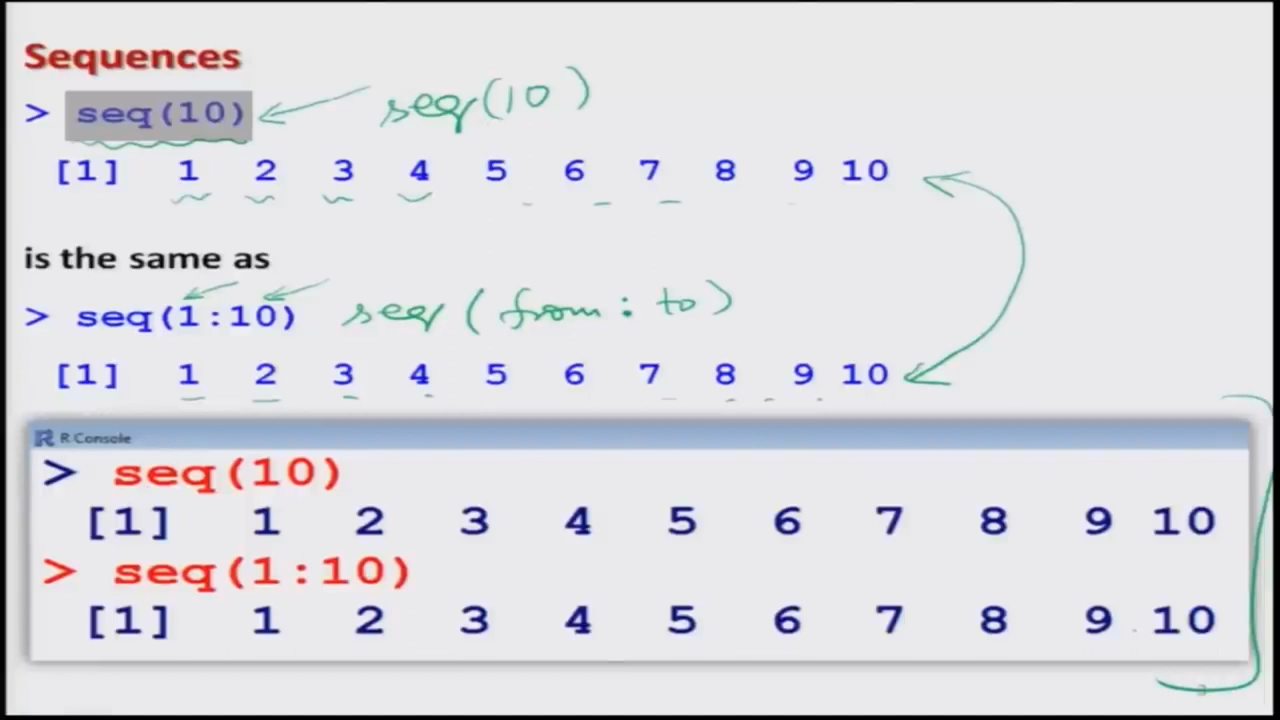 Sequences
> seq(10) seq(10)
[1] 1 2 3 4 5 6 7 8 9 10
is the same as
> seq(1:10) seq (from : to)
[1] 1 2 3 4 5 6 7 8 9 10
R R Console
> seq(10)
[1] 1 2 3 4 5 6 7 8 9 10
> seq(1:10)
[1] 1 2 3 4 5 6 7 8 9 10
3